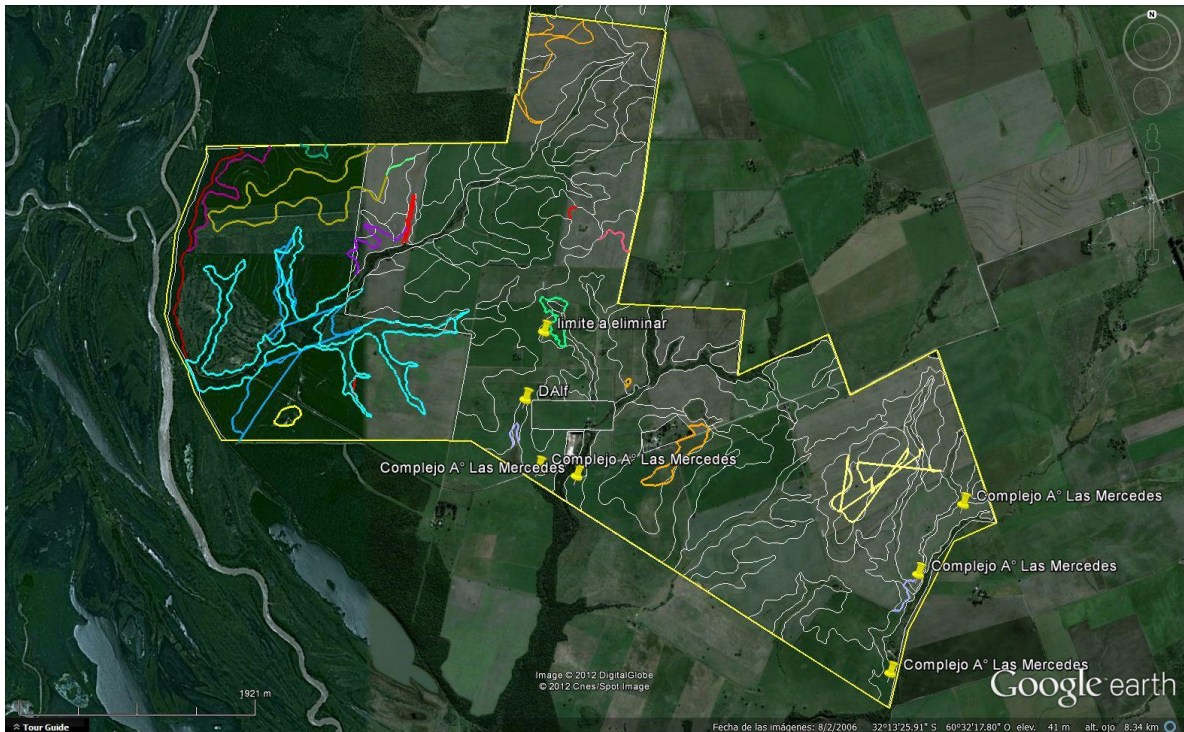 N
limite a eliminar
DAlf
Complejo A° Las Mercedes
Complejo A° Las Mercedes
Complejo A° Las Mercedes
Complejo A° Las Mercedes
Complejo A° Las Mercedes
Image © 2012 DigitalGlobe
© 2012 Cnes/Spot Image
1921 m
Google earth
Tour Guide
Fecha de las imágenes: 8/2/2006 32°13'25.91" S 60°32'17.80" O elev. 41 m alt. ojo 8.34 km